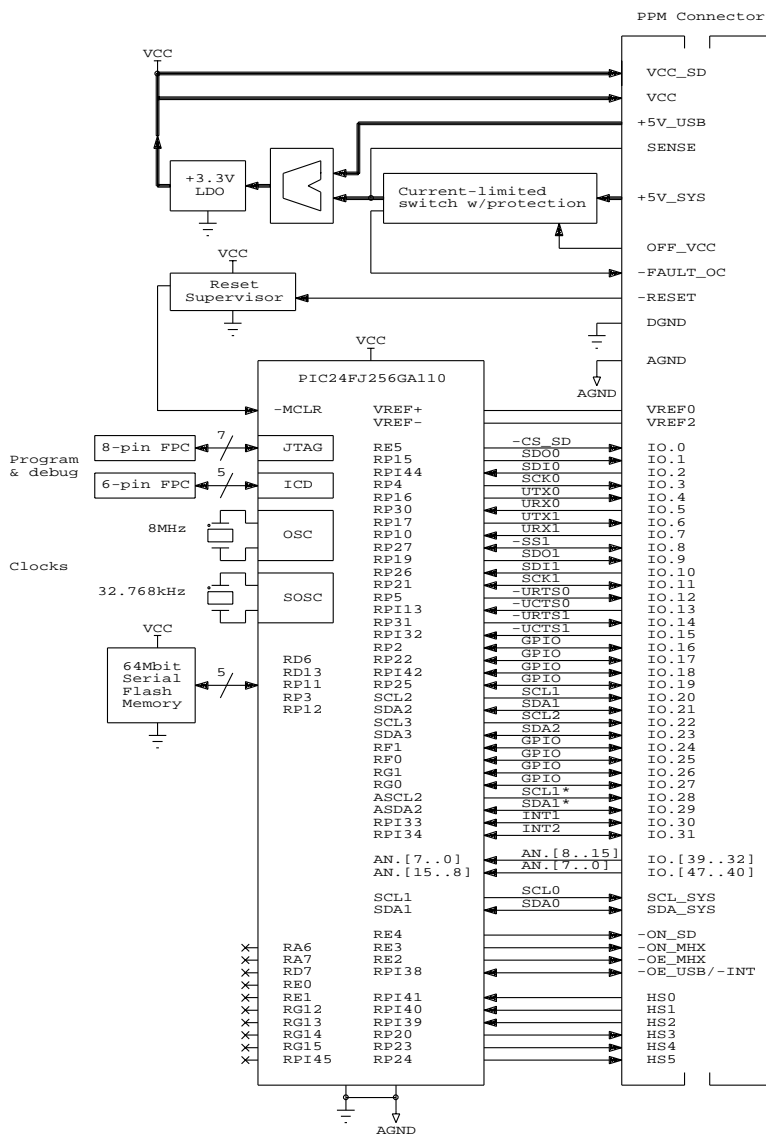 PPM Connector
VCC
VCC_SD
VCC
+5V_USB
SENSE
+3.3V
LDO
Current-limited
switch w/protection
+5V_SYS
OFF_VCC
VCC
-FAULT_OC
Reset
Supervisor
-RESET
DGND
VCC
AGND
PIC24FJ256GA110
AGND
-MCLR VREF+ VREF0
VREF- VREF2
Program
& debug
8-pin FPC 7 JTAG
6-pin FPC 5 ICD
8MHz OSC
Clocks
32.768kHz SOSC
VCC
64Mbit
Serial
Flash
Memory
5
RD6
RD13
RP11
RP3
RP12
RE5 -CS_SD IO.0
RP15 SDO0 IO.1
RPI44 SDI0 IO.2
RP4 SCK0 IO.3
RP16 UTX0 IO.4
RP30 URX0 IO.5
RP17 UTX1 IO.6
RP10 URX1 IO.7
RP27 -SS1 IO.8
RP19 SDO1 IO.9
RP26 SDI1 IO.10
RP21 SCK1 IO.11
RP5 -URTS0 IO.12
RPI13 -UCTS0 IO.13
RP31 -URTS1 IO.14
RPI32 -UCTS1 IO.15
RP2 GPIO IO.16
RP22 GPIO IO.17
RPI42 GPIO IO.18
RP25 GPIO IO.19
SCL2 SCL1 IO.20
SDA2 SDA1 IO.21
SCL3 SCL2 IO.22
SDA3 SDA2 IO.23
RF1 GPIO IO.24
RF0 GPIO IO.25
RG1 GPIO IO.26
RG0 GPIO IO.27
ASCL2 SCL1* IO.28
ASDA2 SDA1* IO.29
RPI33 INT1 IO.30
RPI34 INT2 IO.31
AN.[7..0] AN.[8..15] IO.[39..32]
AN.[15..8] AN.[7..0] IO.[47..40]
SCL1 SCL0 SCL_SYS
SDA1 SDA0 SDA_SYS
RE4 -ON_SD
RA6 RE3 -ON_MHX
RA7 RE2 -OE_MHX
RD7 RPI38 -OE_USB/-INT
RE0
RE1 RPI41 HS0
RG12 RPI40 HS1
RG13 RPI39 HS2
RG14 RP20 HS3
RG15 RP23 HS4
RPI45 RP24 HS5
AGND